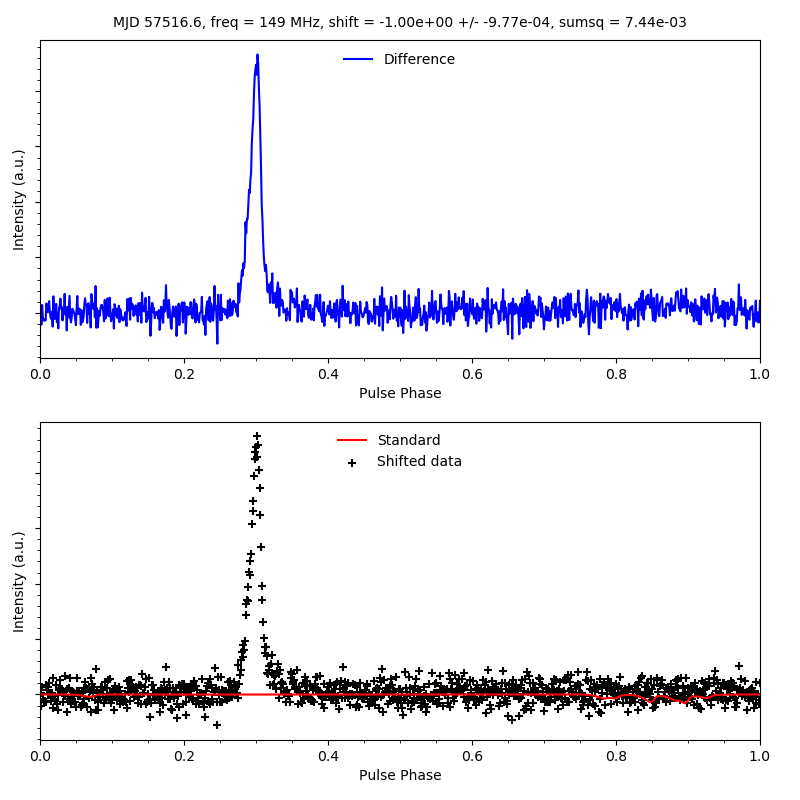 MJD 57516.6, freq = 149 MHz, shift = -1.00e+00 +/- -9.77e-04, sumsq = 7.44e-03
Difference
Intensity (a.u.)
0.0 0.2 0.4 0.6 0.8 1.0
Pulse Phase
Standard
Shifted data
Intensity (a.u.)
0.0 0.2 0.4 0.6 0.8 1.0
Pulse Phase